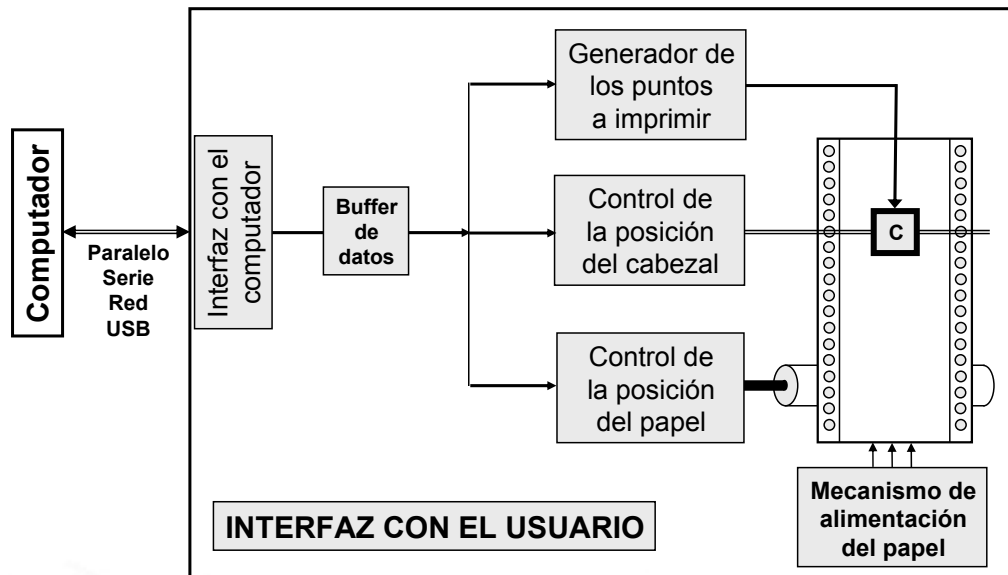 Computador
Paralelo
Serie
Red
USB
Interfaz con el
computador
Buffer
de
datos
Generador de
los puntos
a imprimir
Control de
la posición
del cabezal
C
Control de
la posición
del papel
Mecanismo de
alimentación
del papel
INTERFAZ CON EL USUARIO